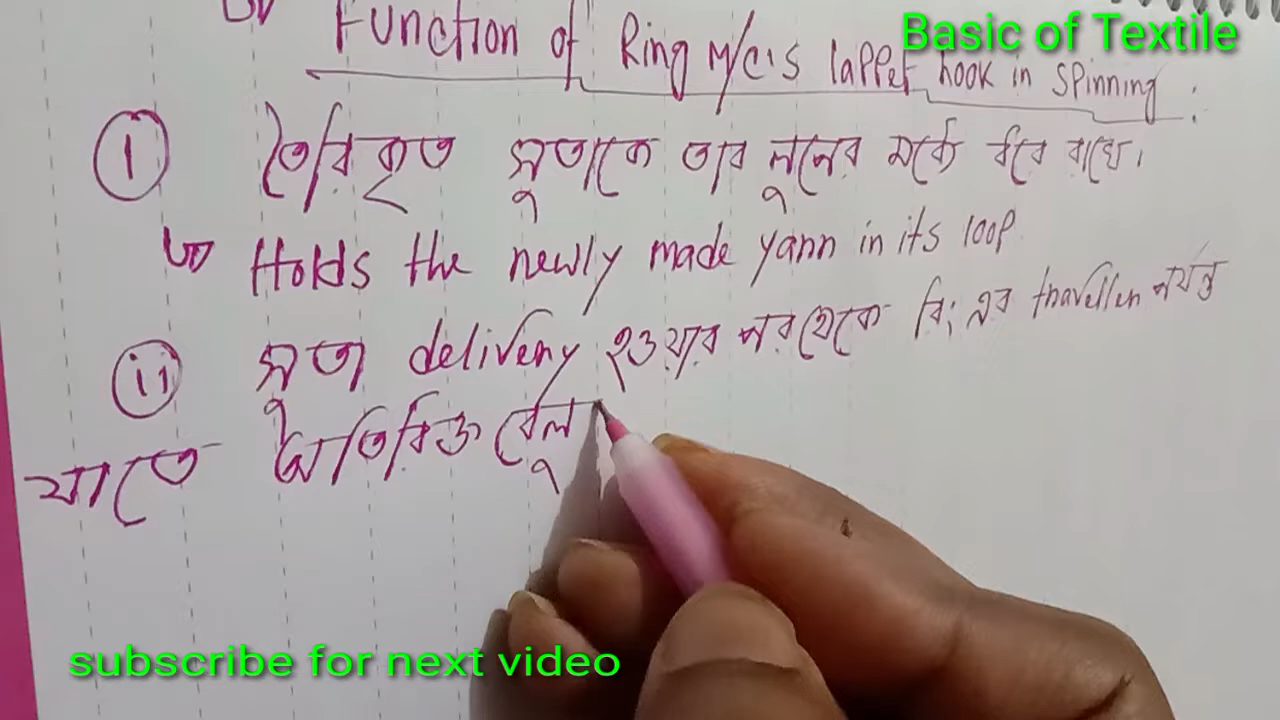 Basic of Textile
Function of Ring M/C's lappet hook in spinning :
i তৈরিকৃত সুতাকে তার লুপের মধ্যে ধরে রাখে।
Holds the newly made yarn in its loop
ii সুতা delivery হওয়ার পর থেকে রিং এর traveller পর্যন্ত
যাতে অতিরিক্ত বেলু
subscribe for next video